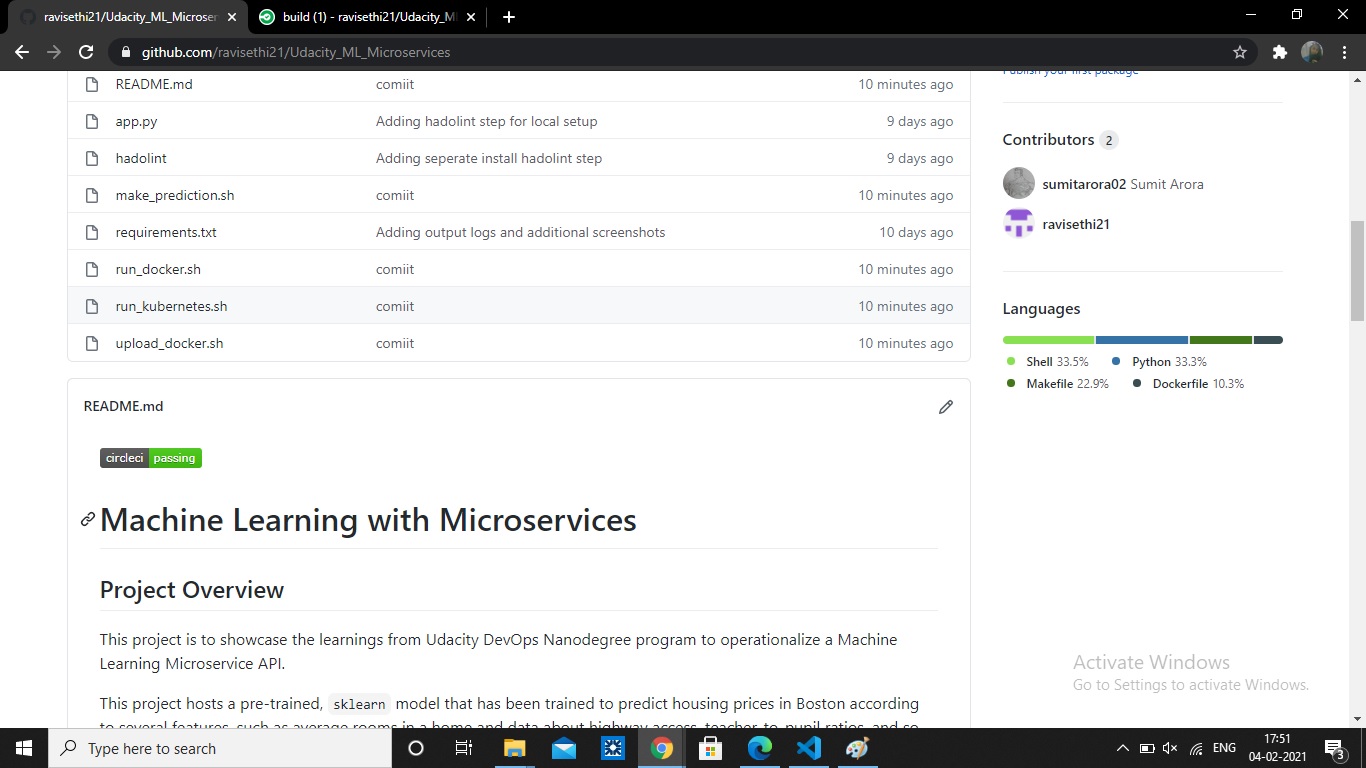 ravisethi21/Udacity_ML_Microser
build (1) - ravisethi21/Udacity_ML
github.com/ravisethi21/Udacity_ML_Microservices
Publish your first package
README.md comiit 10 minutes ago
app.py Adding hadolint step for local setup 9 days ago
hadolint Adding seperate install hadolint step 9 days ago
make_prediction.sh comiit 10 minutes ago
requirements.txt Adding output logs and additional screenshots 10 days ago
run_docker.sh comiit 10 minutes ago
run_kubernetes.sh comiit 10 minutes ago
upload_docker.sh comiit 10 minutes ago
README.md
circleci passing
Machine Learning with Microservices
Project Overview
This project is to showcase the learnings from Udacity DevOps Nanodegree program to operationalize a Machine
Learning Microservice API.
This project hosts a pre-trained, sklearn model that has been trained to predict housing prices in Boston according
to several features, such as average rooms in a home and data about highway access, teacher-to-pupil ratios, and so
Contributors 2
sumitarora02 Sumit Arora
ravisethi21
Languages
Shell 33.5% Python 33.3%
Makefile 22.9% Dockerfile 10.3%
Activate Windows
Go to Settings to activate Windows.
Type here to search
ENG
17:51
04-02-2021
3